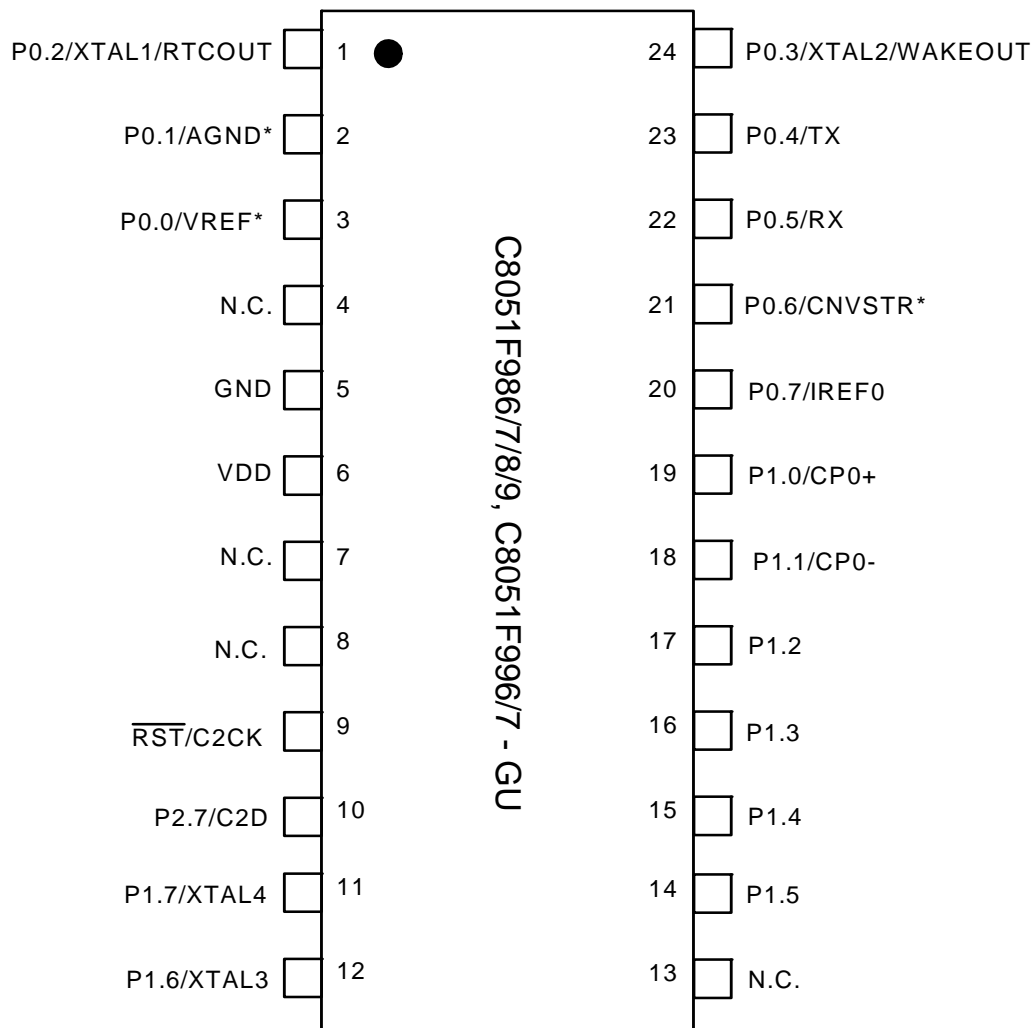 P0.2/XTAL1/RTCOUT 1 24 P0.3/XTAL2/WAKEOUT
P0.1/AGND* 2 23 P0.4/TX
P0.0/VREF* 3 22 P0.5/RX
N.C. 4 21 P0.6/CNVSTR*
GND 5 20 P0.7/IREF0
VDD 6 19 P1.0/CP0+
N.C. 7 18 P1.1/CP0-
N.C. 8 17 P1.2
RST/C2CK 9 16 P1.3
P2.7/C2D 10 15 P1.4
P1.7/XTAL4 11 14 P1.5
P1.6/XTAL3 12 13 N.C.
C8051F986/7/8/9, C8051F996/7 - GU